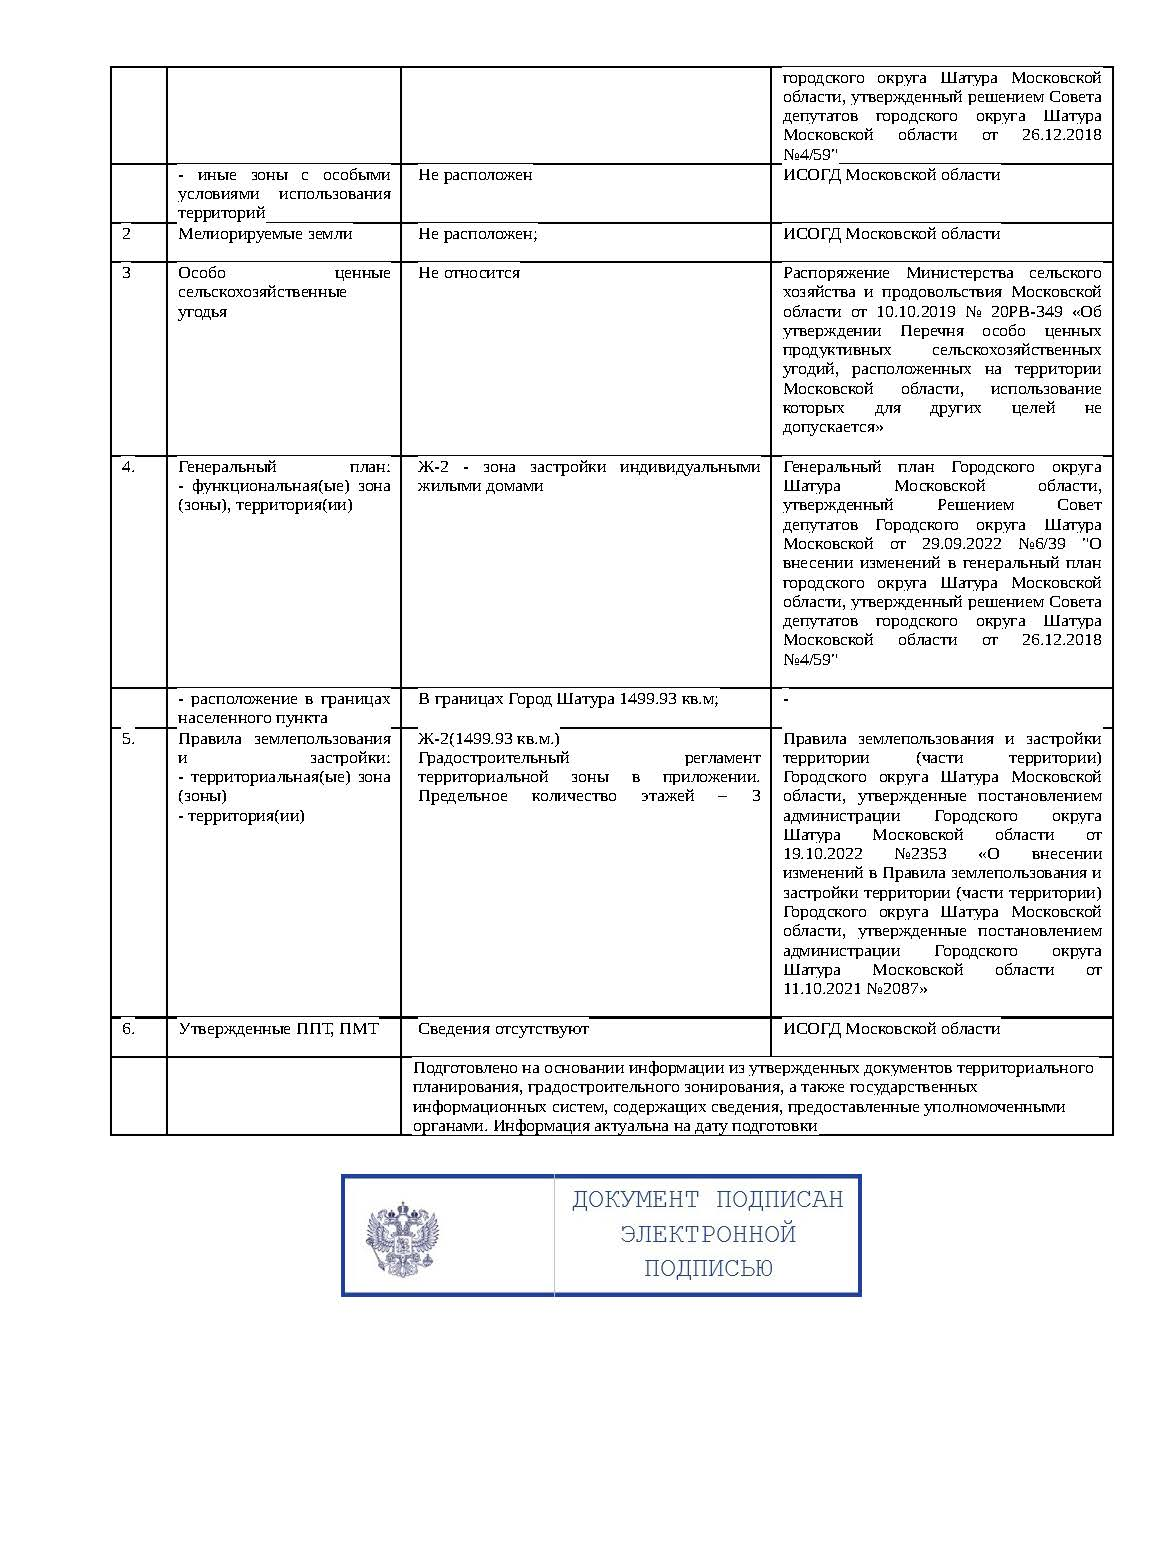 городского округа Шатура Московской
области, утвержденный решением Совета
депутатов городского округа Шатура
Московской области от 26.12.2018
№4/59"
- иные зоны с особыми
условиями использования
территорий
Не расположен
ИСОГД Московской области
2
Мелиорируемые земли
Не расположен;
ИСОГД Московской области
3
Особо ценные
сельскохозяйственные
угодья
Не относится
Распоряжение Министерства сельского
хозяйства и продовольствия Московской
области от 10.10.2019 № 20РВ-349 «Об
утверждении Перечня особо ценных
продуктивных сельскохозяйственных
угодий, расположенных на территории
Московской области, использование
которых для других целей не
допускается»
4.
Генеральный план:
- функциональная(ые) зона
(зоны), территория(ии)
Ж-2 - зона застройки индивидуальными
жилыми домами
Генеральный план Городского округа
Шатура Московской области,
утвержденный Решением Совет
депутатов Городского округа Шатура
Московской от 29.09.2022 №6/39 "О
внесении изменений в генеральный план
городского округа Шатура Московской
области, утвержденный решением Совета
депутатов городского округа Шатура
Московской области от 26.12.2018
№4/59"
- расположение в границах
населенного пункта
В границах Город Шатура 1499.93 кв.м;
-
5.
Правила землепользования
и застройки:
- территориальная(ые) зона
(зоны)
- территория(ии)
Ж-2(1499.93 кв.м.)
Градостроительный регламент
территориальной зоны в приложении.
Предельное количество этажей – 3
Правила землепользования и застройки
территории (части территории)
Городского округа Шатура Московской
области, утвержденные постановлением
администрации Городского округа
Шатура Московской области от
19.10.2022 №2353 «О внесении
изменений в Правила землепользования и
застройки территории (части территории)
Городского округа Шатура Московской
области, утвержденные постановлением
администрации Городского округа
Шатура Московской области от
11.10.2021 №2087»
6.
Утвержденные ППТ, ПМТ
Сведения отсутствуют
ИСОГД Московской области
Подготовлено на основании информации из утвержденных документов территориального
планирования, градостроительного зонирования, а также государственных
информационных систем, содержащих сведения, предоставленные уполномоченными
органами. Информация актуальна на дату подготовки
ДОКУМЕНТ ПОДПИСАН
ЭЛЕКТРОННОЙ
ПОДПИСЬЮ